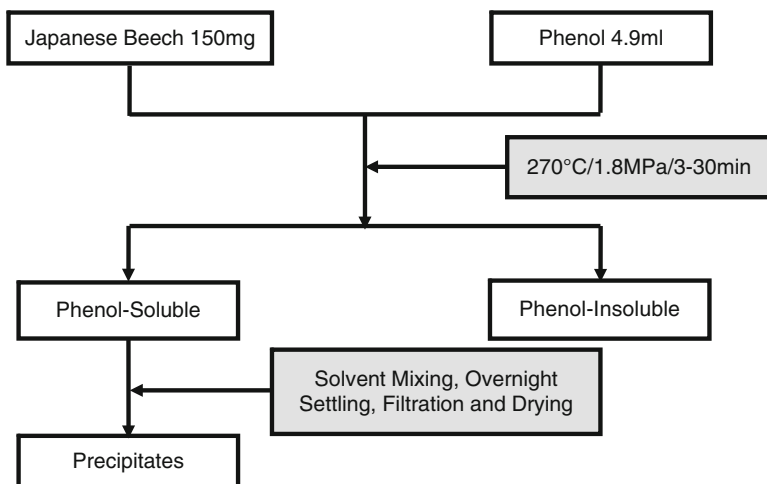 Japanese Beech 150mg
Phenol 4.9ml
270°C/1.8MPa/3-30min
Phenol-Soluble
Phenol-Insoluble
Solvent Mixing, Overnight
Settling, Filtration and Drying
Precipitates